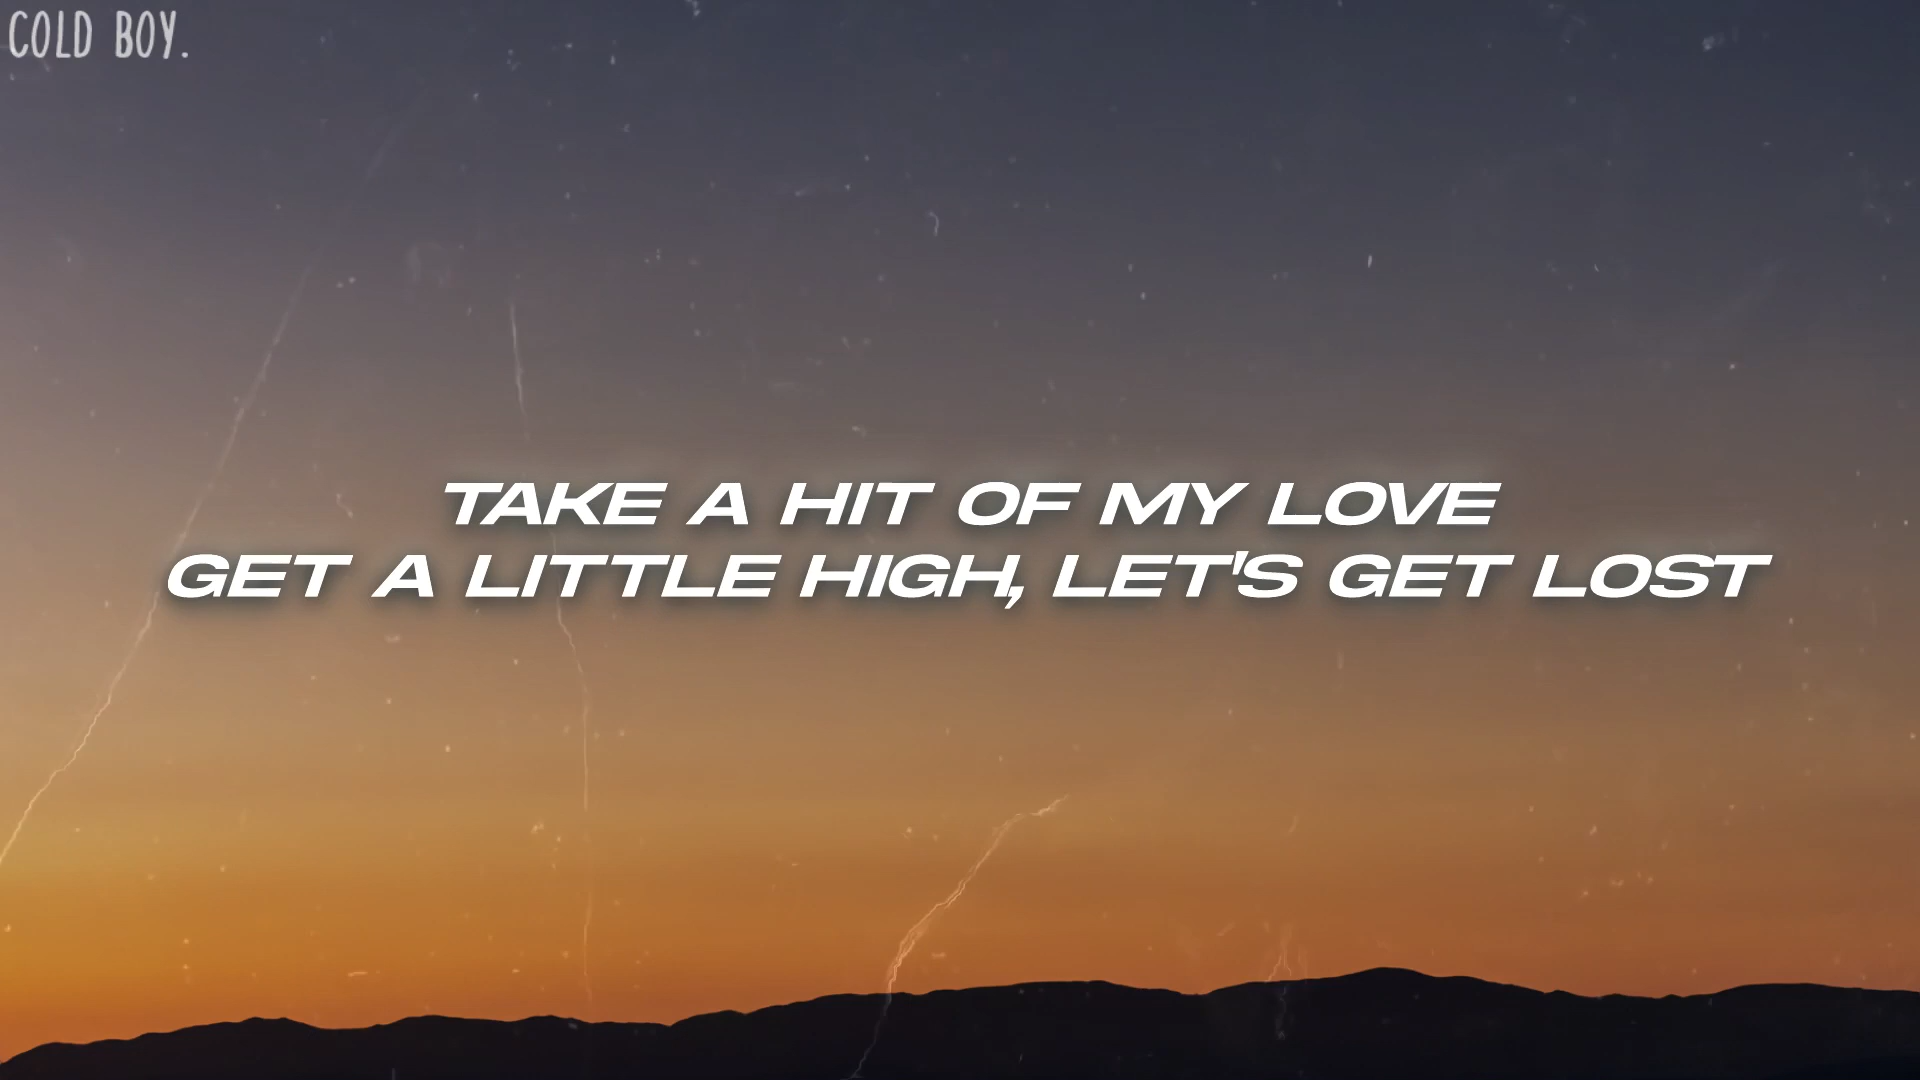 COLD BOY.
TAKE A HIT OF MY LOVE
GET A LITTLE HIGH, LET'S GET LOST